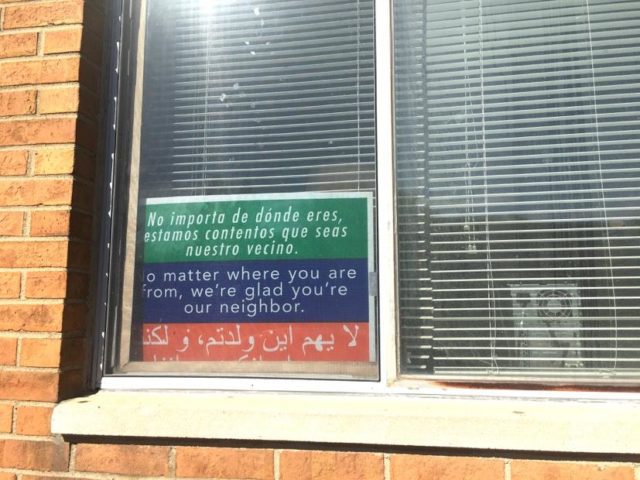 No importa de dónde eres,
estamos contentos que seas
nuestro vecino.
o matter where you are
from, we're glad you're
our neighbor.
لا يهم اين ولدتم، و لكن